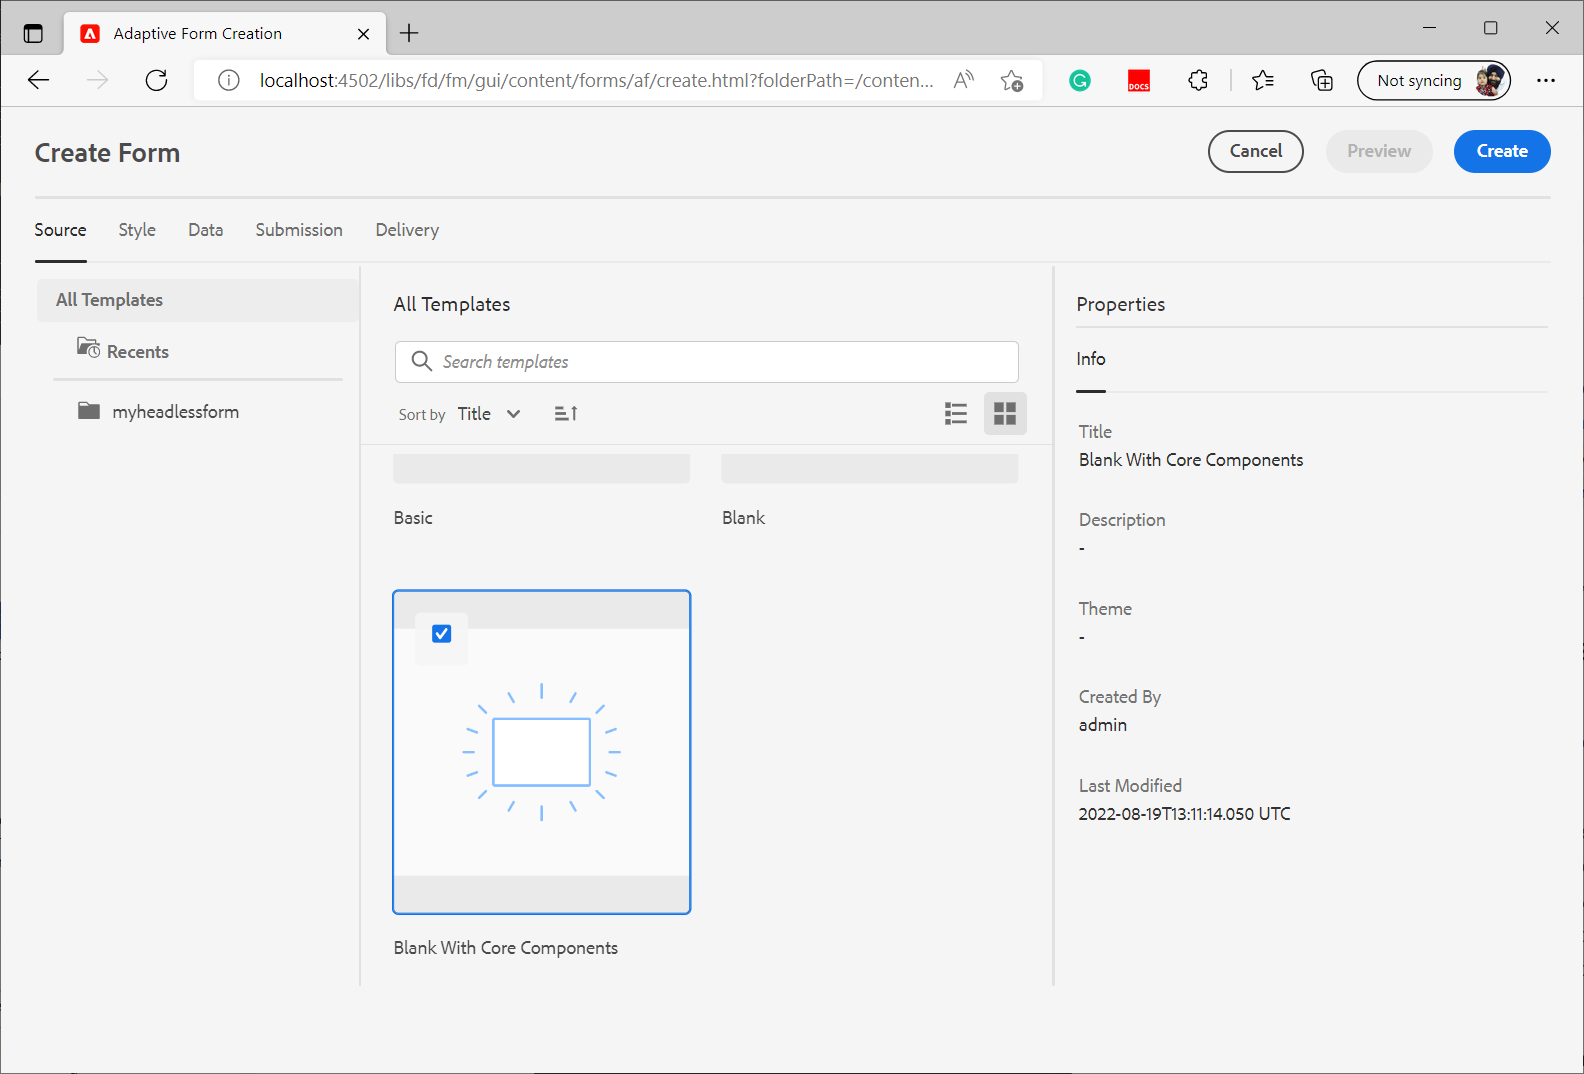 Adaptive Form Creation
localhost:4502/libs/fd/fm/gui/content/forms/af/create.html?folderPath=/conten...
DOCS
Not syncing
Create Form
Cancel
Preview
Create
Source
Style
Data
Submission
Delivery
All Templates
Recents
myheadlessform
All Templates
Search templates
Sort by Title
Basic
Blank
Blank With Core Components
Properties
Info
Title
Blank With Core Components
Description
-
Theme
-
Created By
admin
Last Modified
2022-08-19T13:11:14.050 UTC